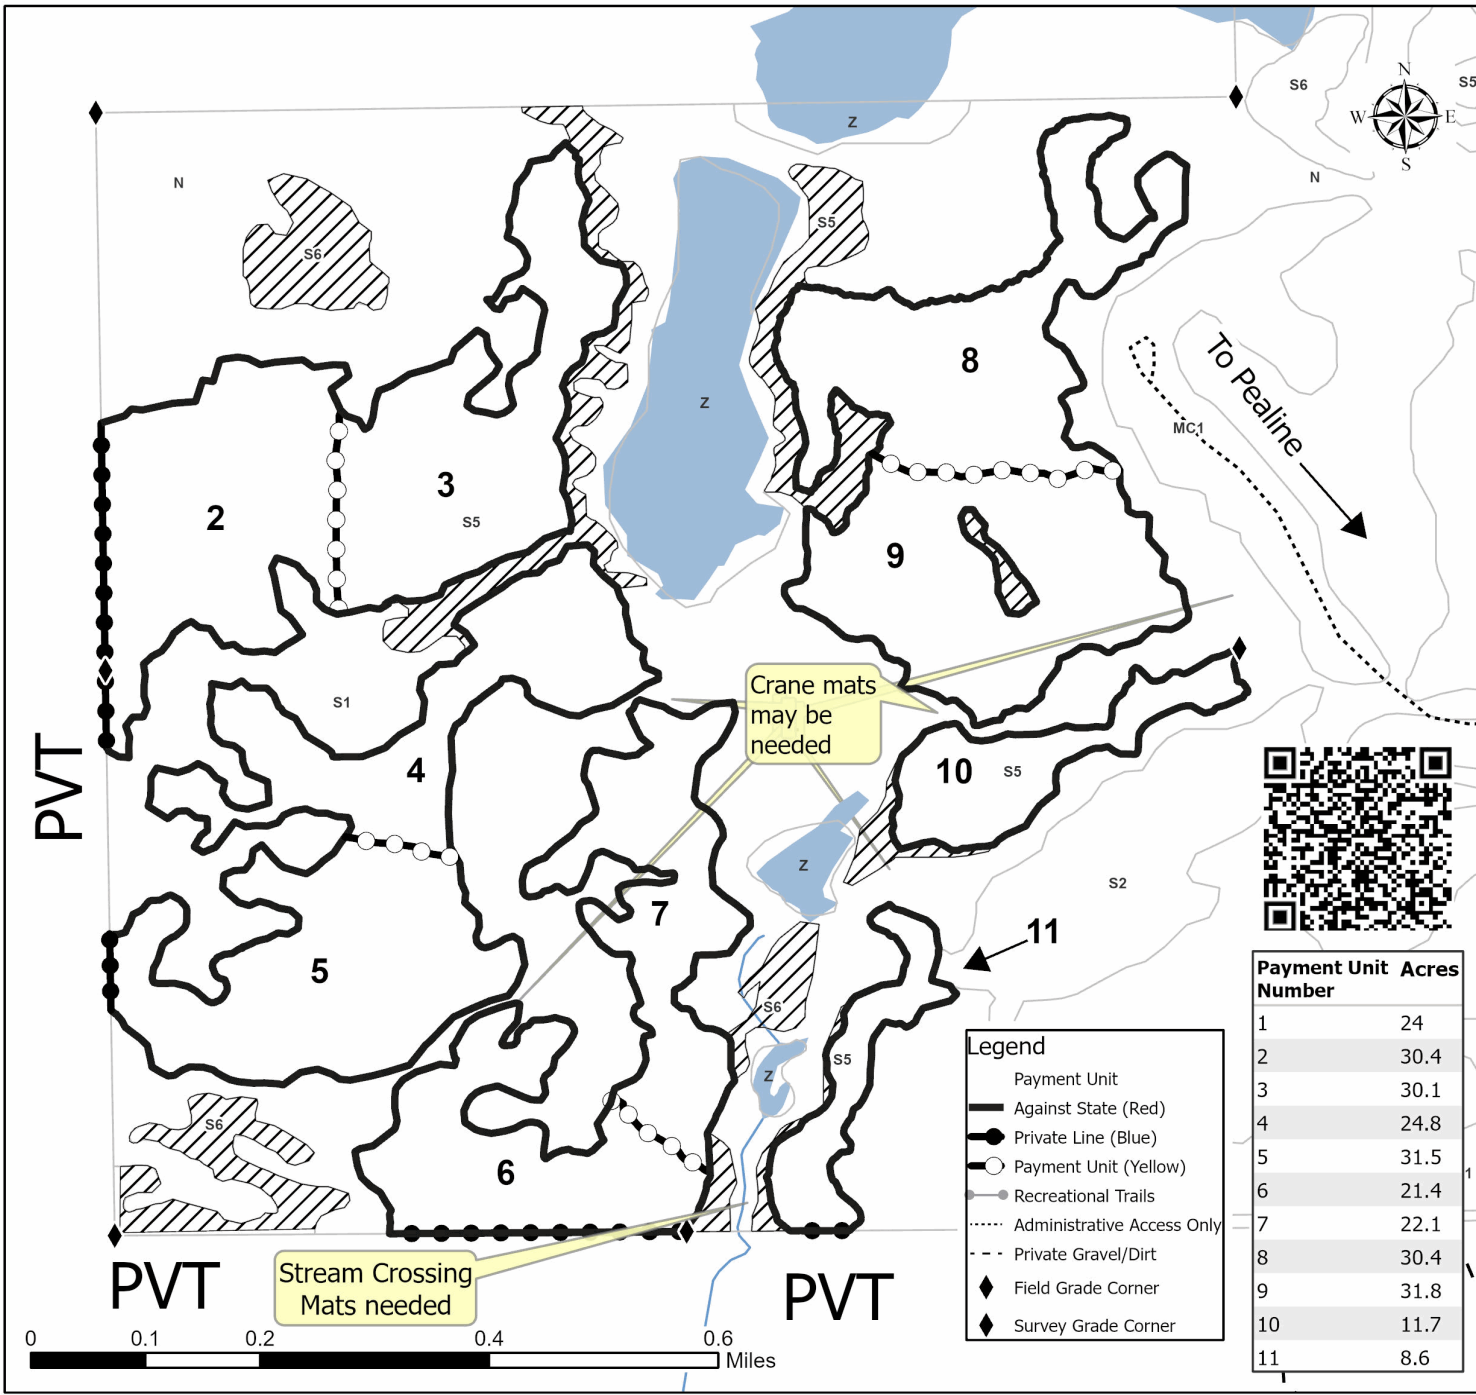 N
W
E
S
S6
S5
N
Z
N
S6
S5
Z
8
To Pealine
MC1
3
S5
2
9
S1
4
Crane mats
may be
needed
10
S5
PVT
Z
S2
7
11
5
S6
S5
Z
S6
6
1
PVT
Stream Crossing
Mats needed
PVT
0
0.1
0.2
0.4
0.6
Miles
Legend
Payment Unit
Against State (Red)
Private Line (Blue)
Payment Unit (Yellow)
Recreational Trails
Administrative Access Only
Private Gravel/Dirt
Field Grade Corner
Survey Grade Corner
Payment Unit Acres
Number
1 24
2 30.4
3 30.1
4 24.8
5 31.5
6 21.4
7 22.1
8 30.4
9 31.8
10 11.7
11 8.6